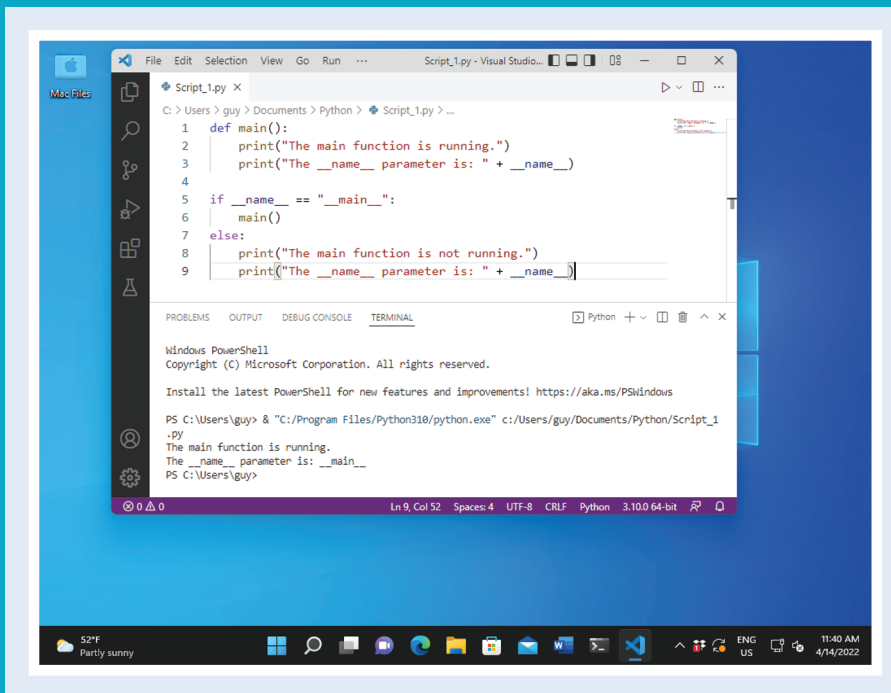 Mac Files
File Edit Selection View Go Run ··· Script_1.py - Visual Studio...
Script_1.py
C: > Users > guy > Documents > Python > Script_1.py > ...
1 def main():
2     print("The main function is running.")
3     print("The __name__ parameter is: " + __name__)
4
5 if __name__ == "__main__":
6     main()
7 else:
8     print("The main function is not running.")
9     print("The __name__ parameter is: " + __name__)
PROBLEMS OUTPUT DEBUG CONSOLE TERMINAL Python
Windows PowerShell
Copyright (C) Microsoft Corporation. All rights reserved.
Install the latest PowerShell for new features and improvements! https://aka.ms/PSWindows
PS C:\Users\guy> & "C:/Program Files/Python310/python.exe" c:/Users/guy/Documents/Python/Script_1
.py
The main function is running.
The __name__ parameter is: __main__
PS C:\Users\guy>
0 0 Ln 9, Col 52 Spaces: 4 UTF-8 CRLF Python 3.10.0 64-bit
52°F
Partly sunny
ENG
US
11:40 AM
4/14/2022